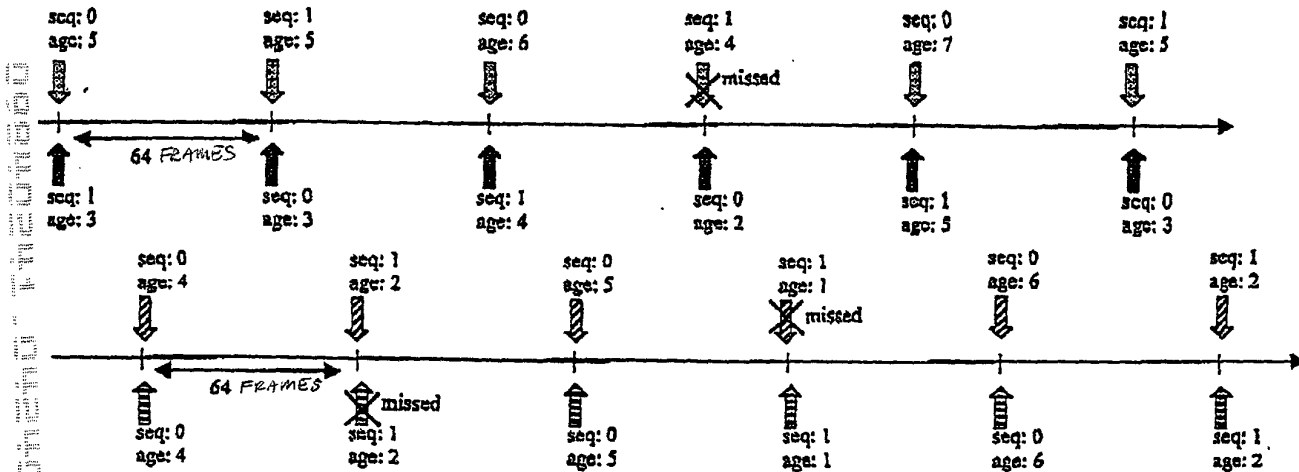 seq: 0 seq: 1 seq: 0 seq: 1 seq: 0 seq: 1
age: 5 age: 5 age: 6 age: 4 age: 7 age: 5
missed
64 FRAMES
seq: 1 seq: 0 seq: 1 seq: 0 seq: 1 seq: 0
age: 3 age: 3 age: 4 age: 2 age: 5 age: 3
seq: 0 seq: 1 seq: 0 seq: 1 seq: 0 seq: 1
age: 4 age: 2 age: 5 age: 1 age: 6 age: 2
missed
64 FRAMES
missed
seq: 0 seq: 1 seq: 0 seq: 1 seq: 0 seq: 1
age: 4 age: 2 age: 5 age: 1 age: 6 age: 2